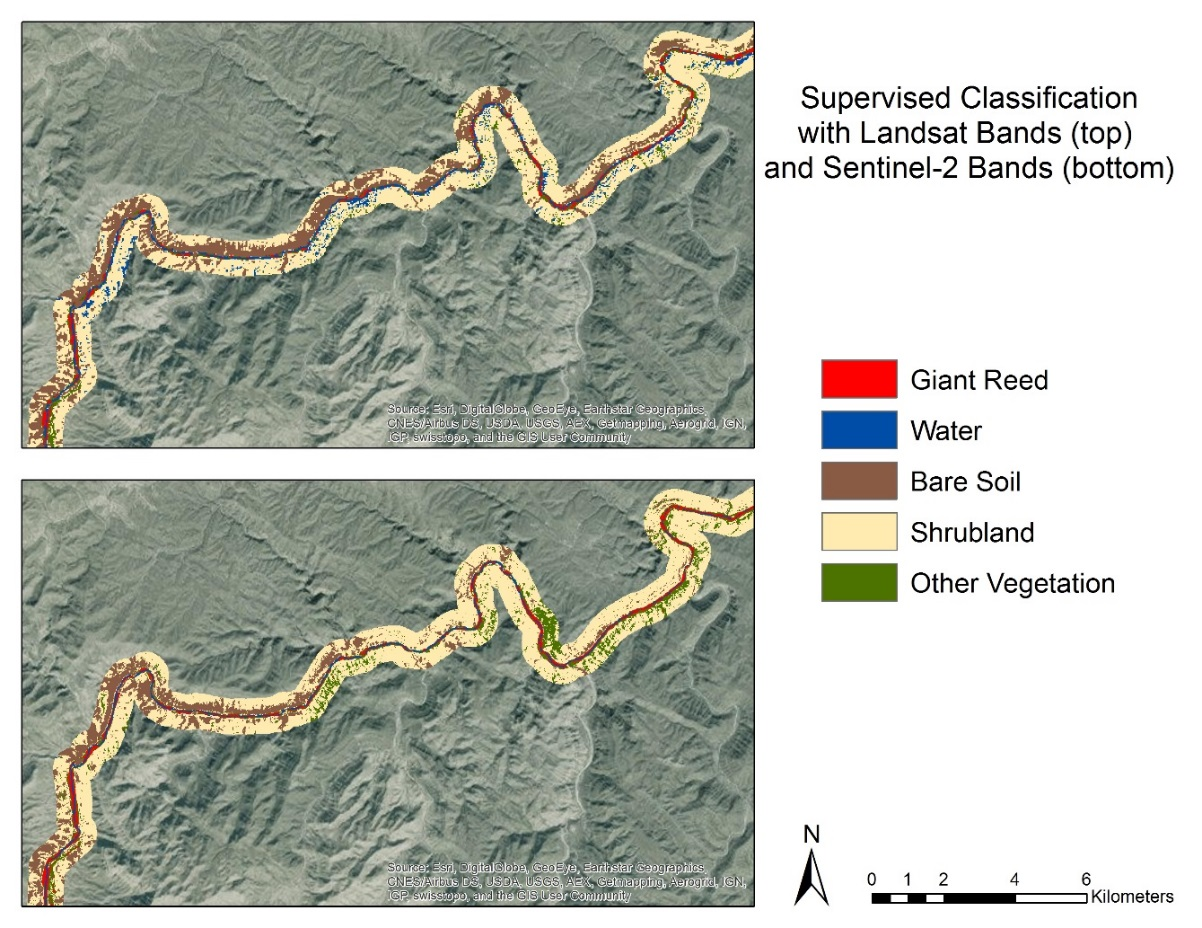 Supervised Classification
with Landsat Bands (top)
and Sentinel-2 Bands (bottom)
Source: Esri, DigitalGlobe, GeoEye, Earthstar Geographics,
CNES/Airbus DS, USDA, USGS, AEX, Getmapping, Aerogrid, IGN,
IGP, swisstopo, and the GIS User Community
Giant Reed
Water
Bare Soil
Shrubland
Other Vegetation
Source: Esri, DigitalGlobe, GeoEye, Earthstar Geographics,
CNES/Airbus DS, USDA, USGS, AEX, Getmapping, Aerogrid, IGN,
IGP, swisstopo, and the GIS User Community
N
0 1 2 4 6
Kilometers